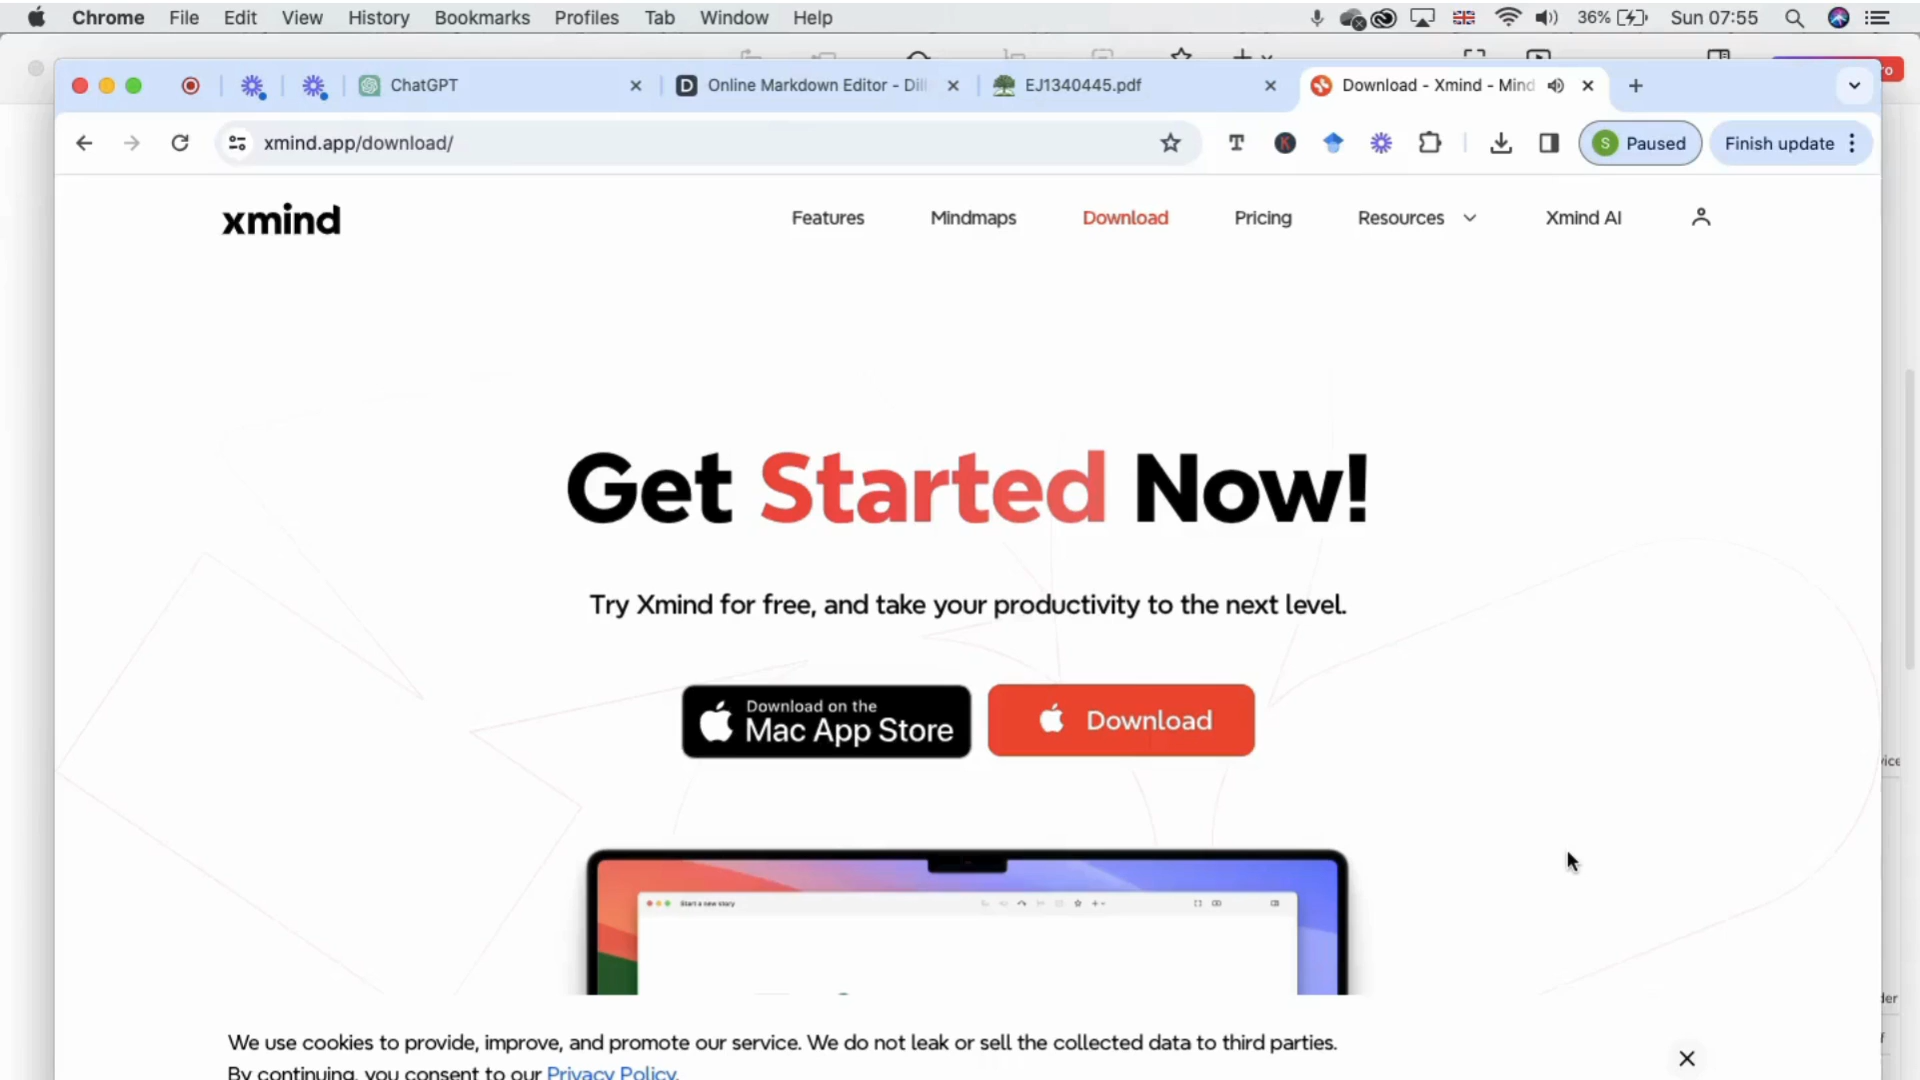 Chrome File Edit View History Bookmarks Profiles Tab Window Help 36% Sun 07:55
ChatGPT Online Markdown Editor - Dill EJ1340445.pdf Download - Xmind - Mind
xmind.app/download/ S Paused Finish update
xmind Features Mindmaps Download Pricing Resources Xmind AI
Get Started Now!
Try Xmind for free, and take your productivity to the next level.
Download on the
Mac App Store
Download
Start a new story
We use cookies to provide, improve, and promote our service. We do not leak or sell the collected data to third parties.
By continuing, you consent to our Privacy Policy.